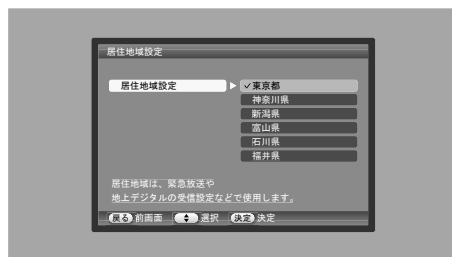 居住地域設定
居住地域設定 ✓東京都
神奈川県
新潟県
富山県
石川県
福井県
居住地域は、緊急放送や
地上デジタルの受信設定などで使用します。
戻る 前画面 選択 決定 決定